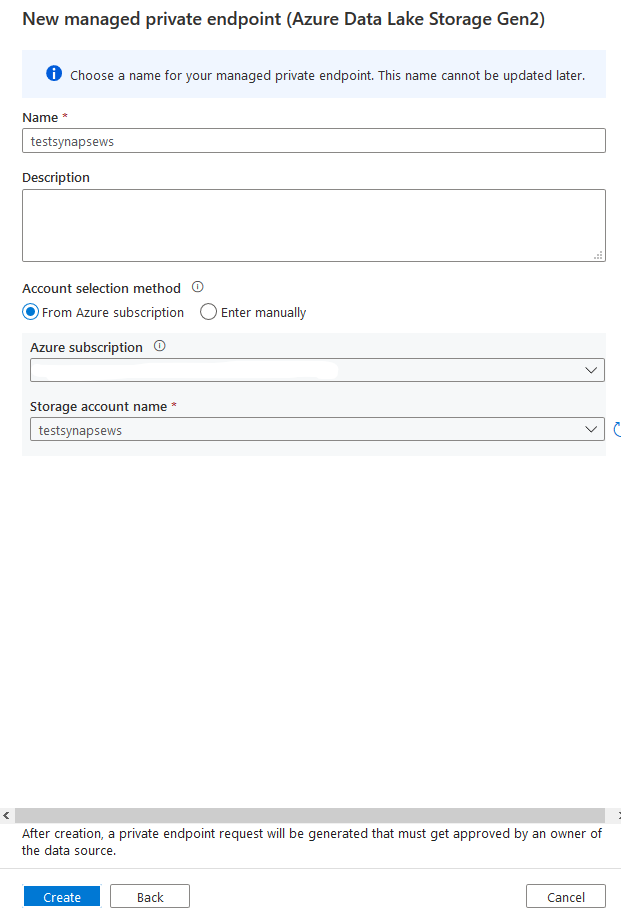 New managed private endpoint (Azure Data Lake Storage Gen2)
Choose a name for your managed private endpoint. This name cannot be updated later.
Name *
testsynapsews
Description
Account selection method
From Azure subscription Enter manually
Azure subscription
Storage account name *
testsynapsews
After creation, a private endpoint request will be generated that must get approved by an owner of
the data source.
Create Back Cancel